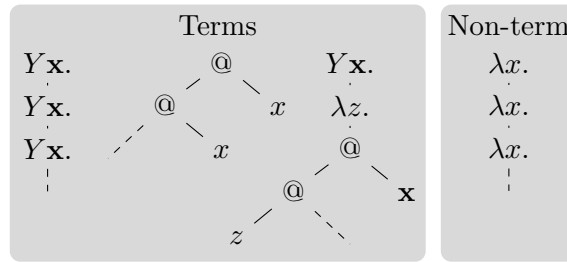 Terms Non-term
Y𝐱. @ Y𝐱. λx.
Y𝐱. @ x λz. λx.
Y𝐱. x @ λx.
@ 𝐱
z